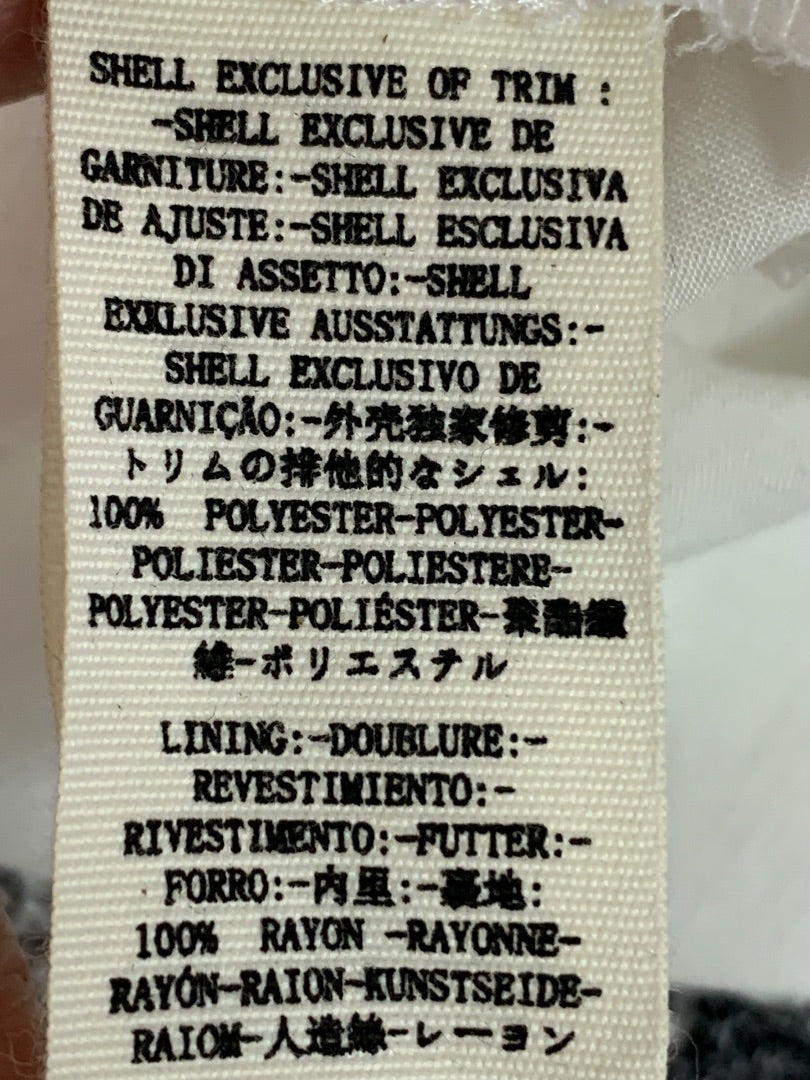 SHELL EXCLUSIVE OF TRIM :
-SHELL EXCLUSIVE DE
GARNITURE:-SHELL EXCLUSIVA
DE AJUSTE:-SHELL ESCLUSIVA
DI ASSETTO:-SHELL
EXKLUSIVE AUSSTATTUNGS:-
SHELL EXCLUSIVO DE
GUARNIÇÃO:-外壳独家修剪:-
トリムの排他的なシェル:
100% POLYESTER-POLYESTER-
POLIESTER-POLIESTERE-
POLYESTER-POLIÉSTER-聚酯纖
維-ポリエステル
LINING:-DOUBLURE:-
REVESTIMIENTO:-
RIVESTIMENTO:-FUTTER:-
FORRO:-内里:-裏地:
100% RAYON -RAYONNE-
RAYÓN-RAION-KUNSTSEIDE-
RAIOM-人造絲-レーヨン